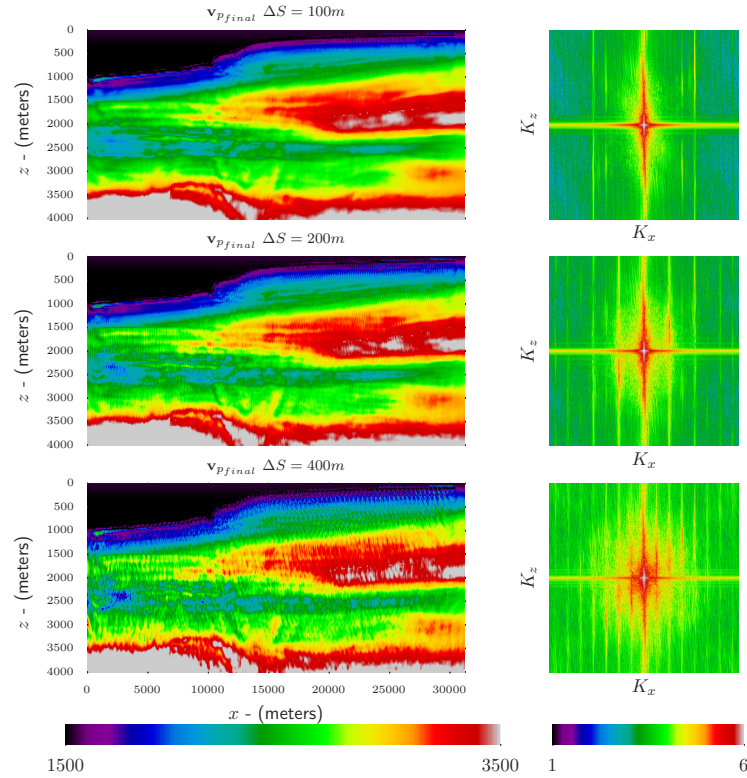 v_{p_{final}} ΔS = 100m
0
500
1000
1500
2000
2500
3000
3500
4000
z - (meters)
K_z
K_x
v_{p_{final}} ΔS = 200m
0
500
1000
1500
2000
2500
3000
3500
4000
z - (meters)
K_z
K_x
v_{p_{final}} ΔS = 400m
0
500
1000
1500
2000
2500
3000
3500
4000
z - (meters)
K_z
K_x
0 5000 10000 15000 20000 25000 30000
x - (meters)
1500 3500
1 6